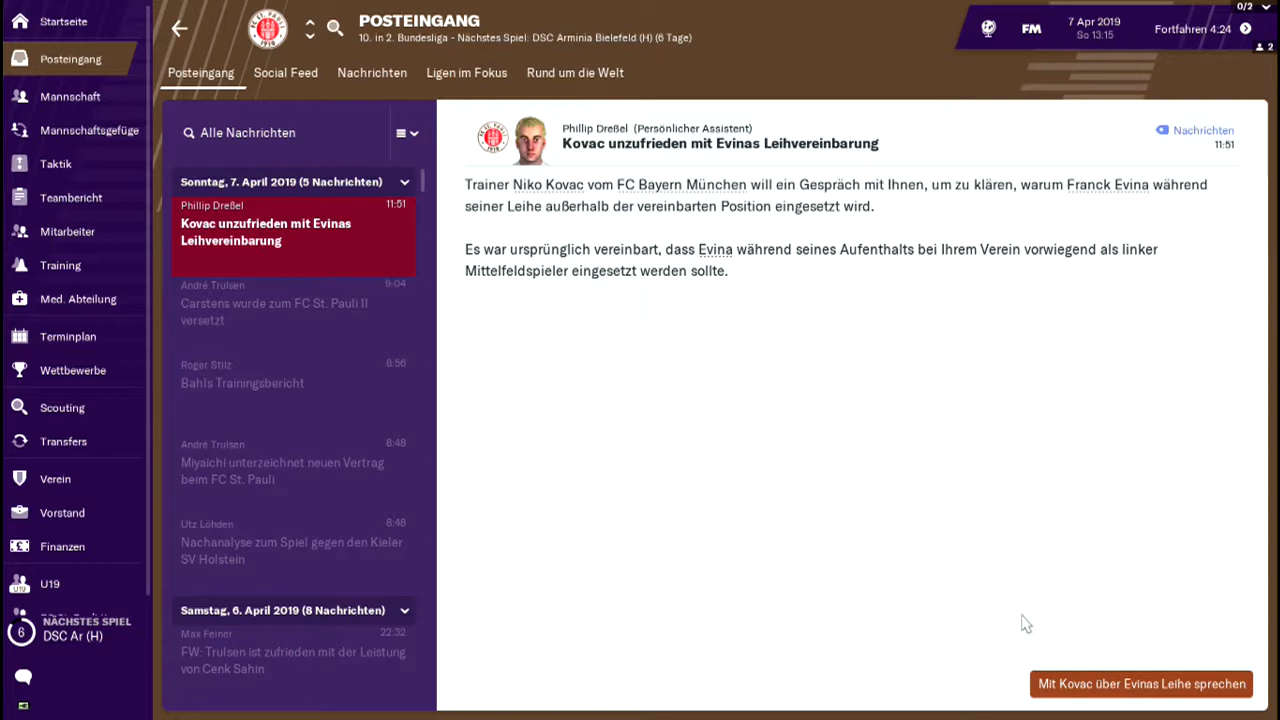 Startseite
Posteingang
Mannschaft
Mannschaftsgefüge
Taktik
Teambericht
Mitarbeiter
Training
Med. Abteilung
Terminplan
Wettbewerbe
Scouting
Transfers
Verein
Vorstand
Finanzen
U19
NÄCHSTES SPIEL
6 DSC Ar (H)
POSTEINGANG
10. in 2. Bundesliga - Nächstes Spiel: DSC Arminia Bielefeld (H) (6 Tage)
FM
7 Apr 2019
So 13:15
0/2
Fortfahren 4:24
2
Posteingang Social Feed Nachrichten Ligen im Fokus Rund um die Welt
Alle Nachrichten
Sonntag, 7. April 2019 (5 Nachrichten)
Phillip Dreßel 11:51
Kovac unzufrieden mit Evinas
Leihvereinbarung
André Trulsen 9:04
Carstens wurde zum FC St. Pauli II
versetzt
Roger Stilz 8:56
Bahls Trainingsbericht
André Trulsen 8:48
Miyaichi unterzeichnet neuen Vertrag
beim FC St. Pauli
Utz Löhden 8:48
Nachanalyse zum Spiel gegen den Kieler
SV Holstein
Samstag, 6. April 2019 (8 Nachrichten)
Max Feiner 22:32
FW: Trulsen ist zufrieden mit der Leistung
von Cenk Sahin
Phillip Dreßel (Persönlicher Assistent)
Kovac unzufrieden mit Evinas Leihvereinbarung
Nachrichten
11:51
Trainer Niko Kovac vom FC Bayern München will ein Gespräch mit Ihnen, um zu klären, warum Franck Evina während
seiner Leihe außerhalb der vereinbarten Position eingesetzt wird.
Es war ursprünglich vereinbart, dass Evina während seines Aufenthalts bei Ihrem Verein vorwiegend als linker
Mittelfeldspieler eingesetzt werden sollte.
Mit Kovac über Evinas Leihe sprechen